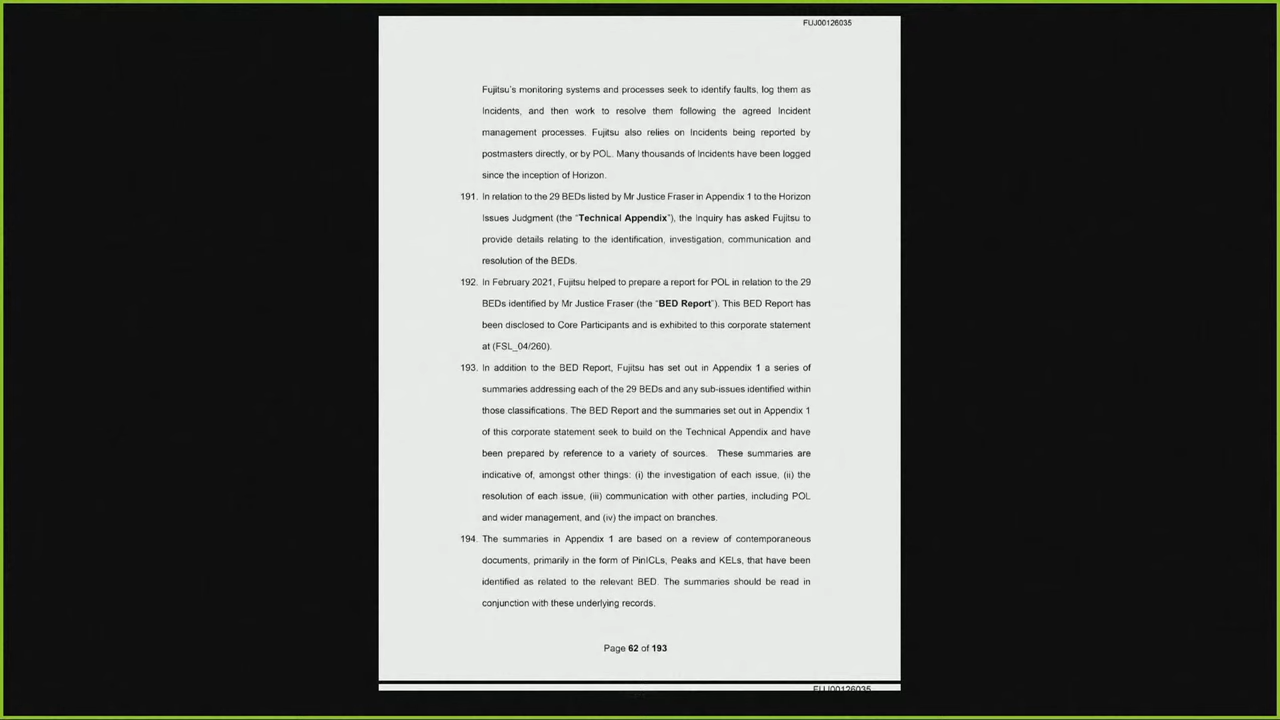 FUJ00126035
Fujitsu's monitoring systems and processes seek to identify faults, log them as
Incidents, and then work to resolve them following the agreed Incident
management processes. Fujitsu also relies on Incidents being reported by
postmasters directly, or by POL. Many thousands of Incidents have been logged
since the inception of Horizon.
191. In relation to the 29 BEDs listed by Mr Justice Fraser in Appendix 1 to the Horizon
Issues Judgment (the "Technical Appendix"), the Inquiry has asked Fujitsu to
provide details relating to the identification, investigation, communication and
resolution of the BEDs.
192. In February 2021, Fujitsu helped to prepare a report for POL in relation to the 29
BEDs identified by Mr Justice Fraser (the "BED Report"). This BED Report has
been disclosed to Core Participants and is exhibited to this corporate statement
at (FSL_04/260).
193. In addition to the BED Report, Fujitsu has set out in Appendix 1 a series of
summaries addressing each of the 29 BEDs and any sub-issues identified within
those classifications. The BED Report and the summaries set out in Appendix 1
of this corporate statement seek to build on the Technical Appendix and have
been prepared by reference to a variety of sources. These summaries are
indicative of, amongst other things: (i) the investigation of each issue, (ii) the
resolution of each issue, (iii) communication with other parties, including POL
and wider management, and (iv) the impact on branches.
194. The summaries in Appendix 1 are based on a review of contemporaneous
documents, primarily in the form of PinICLs, Peaks and KELs, that have been
identified as related to the relevant BED. The summaries should be read in
conjunction with these underlying records.
Page 62 of 193
FUJ00126035